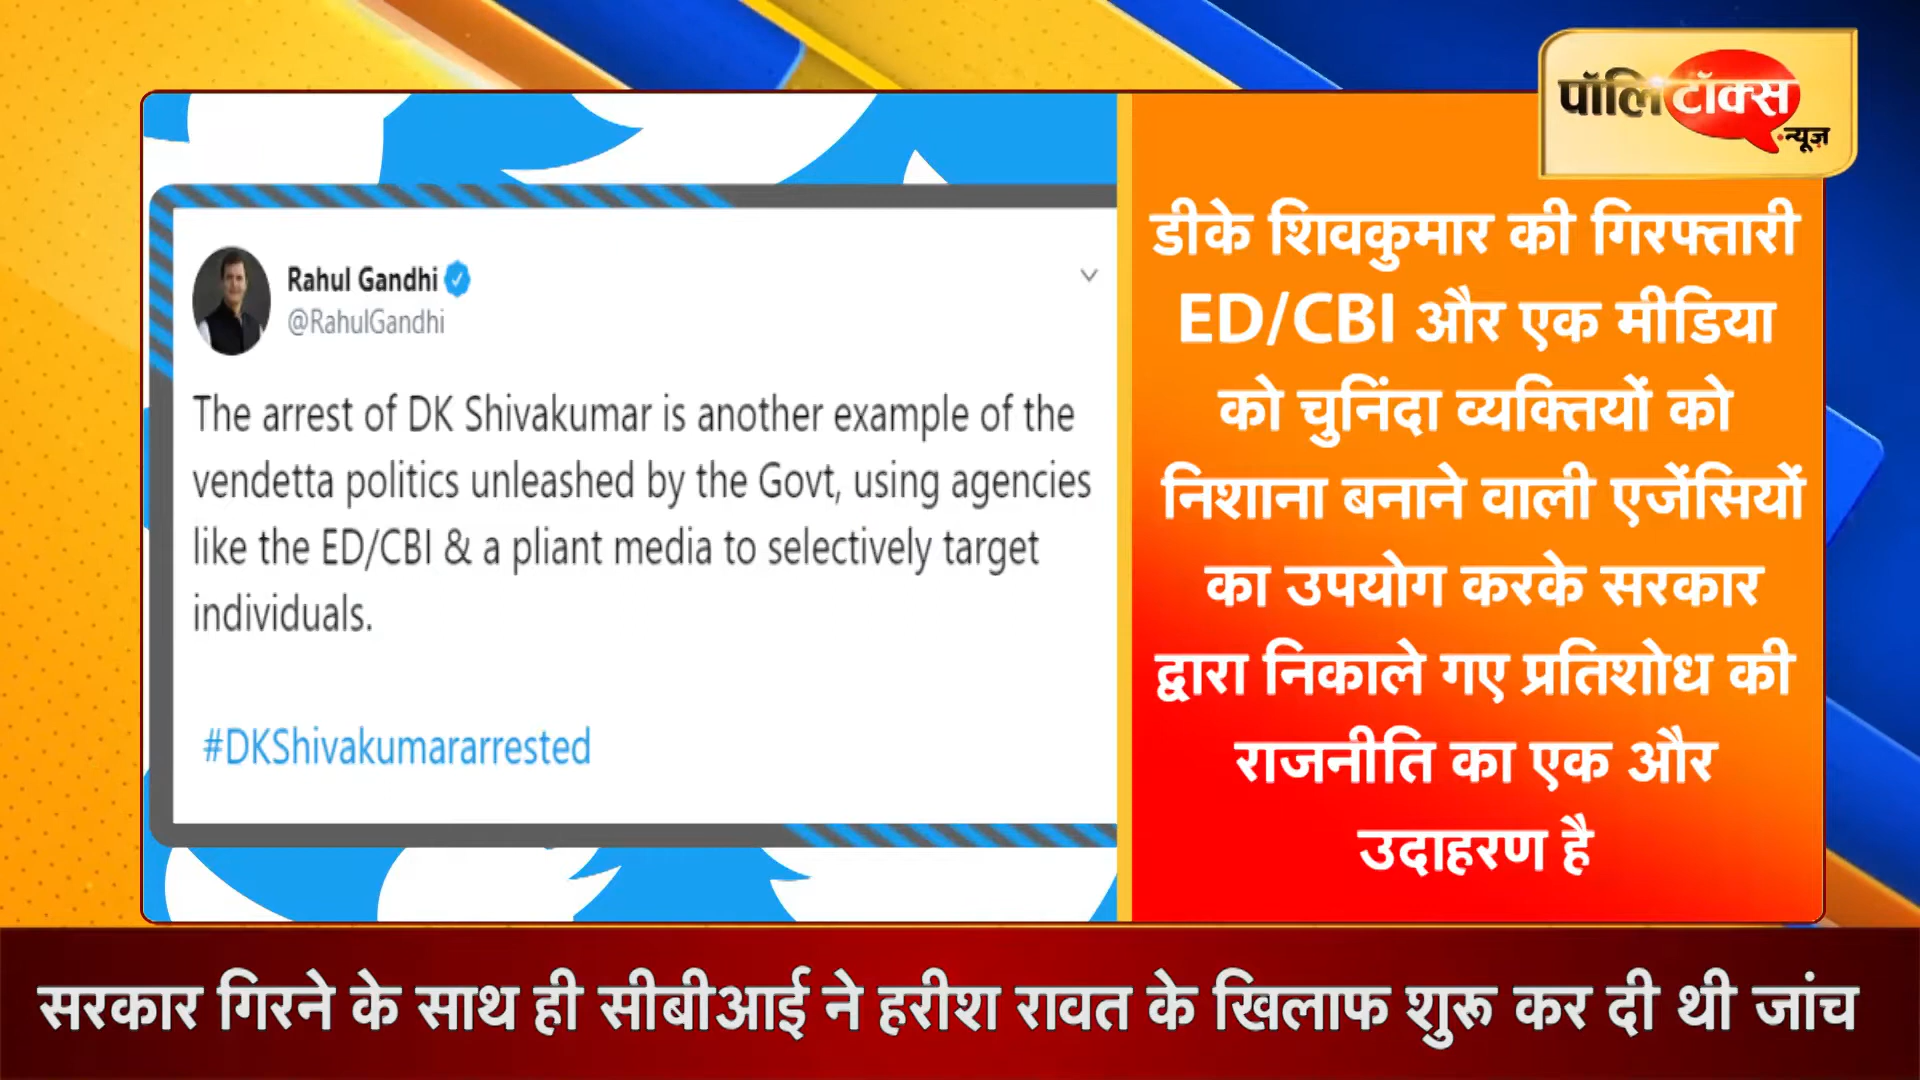 पॉलिटॉक्स
न्यूज़
Rahul Gandhi
@RahulGandhi
The arrest of DK Shivakumar is another example of the
vendetta politics unleashed by the Govt, using agencies
like the ED/CBI & a pliant media to selectively target
individuals.
#DKShivakumararrested
डीके शिवकुमार की गिरफ्तारी
ED/CBI और एक मीडिया
को चुनिंदा व्यक्तियों को
निशाना बनाने वाली एजेंसियों
का उपयोग करके सरकार
द्वारा निकाले गए प्रतिशोध की
राजनीति का एक और
उदाहरण है
सरकार गिरने के साथ ही सीबीआई ने हरीश रावत के खिलाफ शुरू कर दी थी जांच